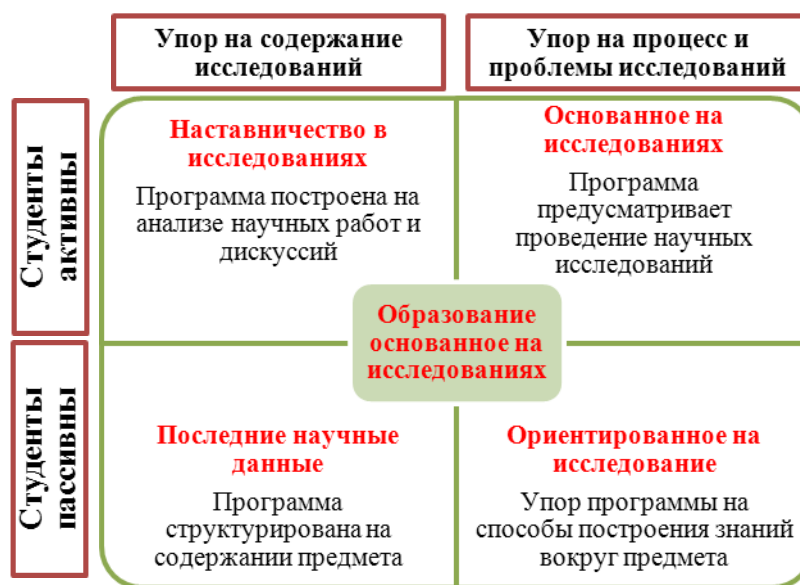 Упор на содержание
исследований
Упор на процесс и
проблемы исследований
Студенты
активны
Наставничество в
исследованиях
Программа построена на
анализе научных работ и
дискуссий
Основанное на
исследованиях
Программа
предусматривает
проведение научных
исследований
Образование
основанное на
исследованиях
Студенты
пассивны
Последние научные
данные
Программа
структурирована на
содержании предмета
Ориентированное на
исследование
Упор программы на
способы построения знаний
вокруг предмета